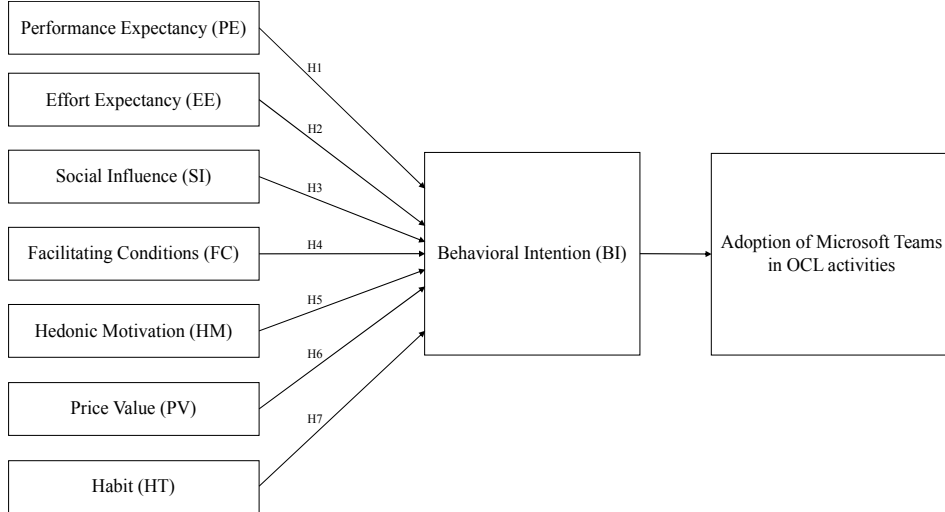 Performance Expectancy (PE)
H1
Effort Expectancy (EE)
H2
Social Influence (SI)
H3
Facilitating Conditions (FC)
H4
Hedonic Motivation (HM)
H5
Price Value (PV)
H6
Habit (HT)
H7
Behavioral Intention (BI)
Adoption of Microsoft Teams
in OCL activities